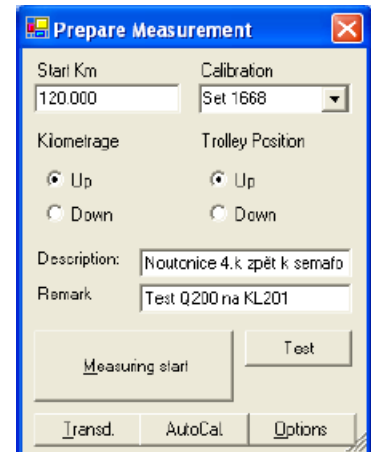 Prepare Measurement
Start Km Calibration
120.000 Set 1668
Kilometrage Trolley Position
Up Up
Down Down
Description: Noutonice 4.k zpět k semafo
Remark Test Q200 na KL201
Measuring start Test
Transd. AutoCal. Options